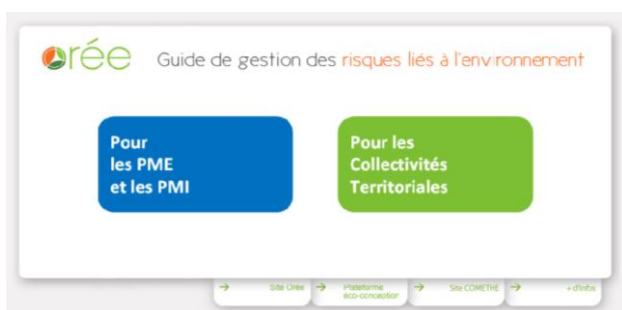 orée Guide de gestion des risques liés à l'environnement
Pour
les PME
et les PMI
Pour les
Collectivités
Territoriales
Site Orée
Plateforme
éco-conception
Site COMETHE
+ d'infos